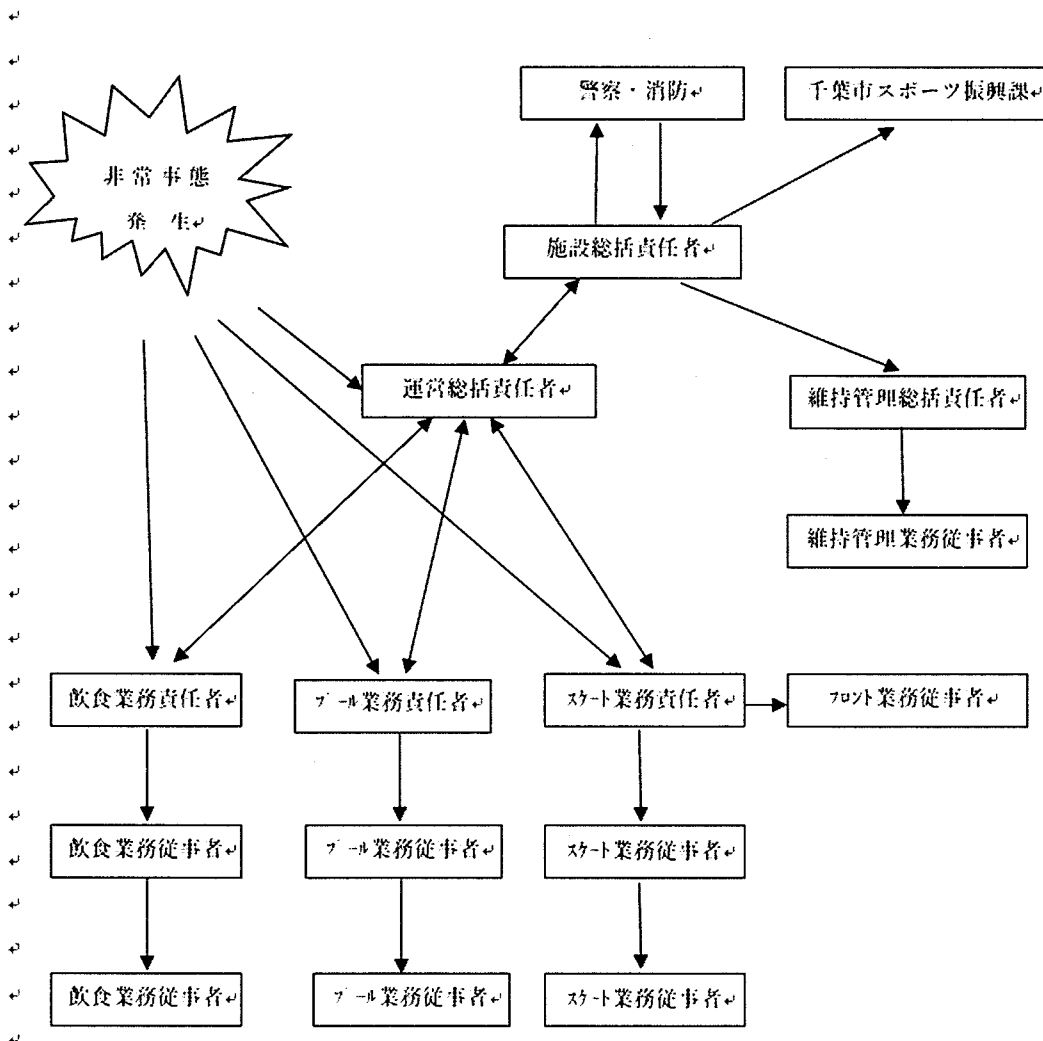 警察・消防
千葉市スポーツ振興課
非常事態
発 生
施設総括責任者
運営総括責任者
維持管理総括責任者
維持管理業務従事者
飲食業務責任者
プール業務責任者
スケート業務責任者
フロント業務従事者
飲食業務従事者
プール業務従事者
スケート業務従事者
飲食業務従事者
プール業務従事者
スケート業務従事者